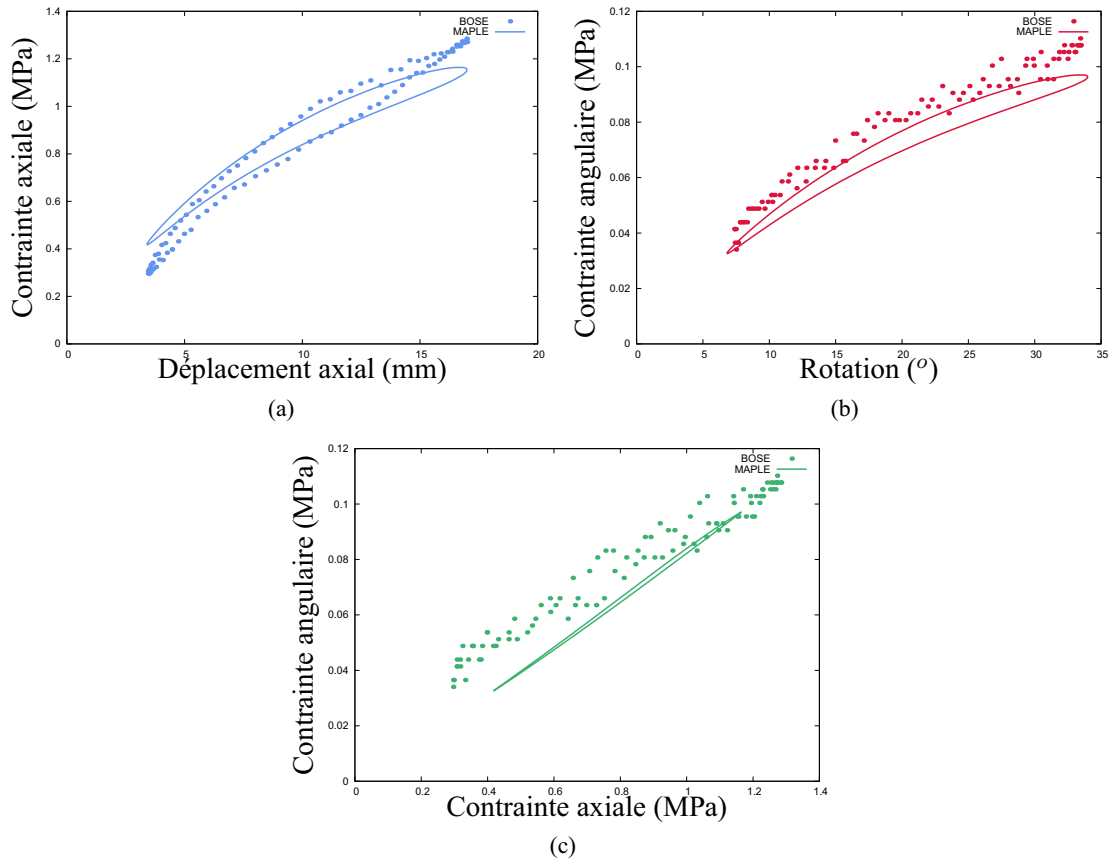 BOSE
MAPLE
Contrainte axiale (MPa)
0
0.2
0.4
0.6
0.8
1
1.2
1.4
0
5
10
15
20
Déplacement axial (mm)
(a)
BOSE
MAPLE
Contrainte angulaire (MPa)
0
0.02
0.04
0.06
0.08
0.1
0.12
0
5
10
15
20
25
30
35
Rotation (°)
(b)
BOSE
MAPLE
Contrainte angulaire (MPa)
0
0.02
0.04
0.06
0.08
0.1
0.12
0
0.2
0.4
0.6
0.8
1
1.2
1.4
Contrainte axiale (MPa)
(c)